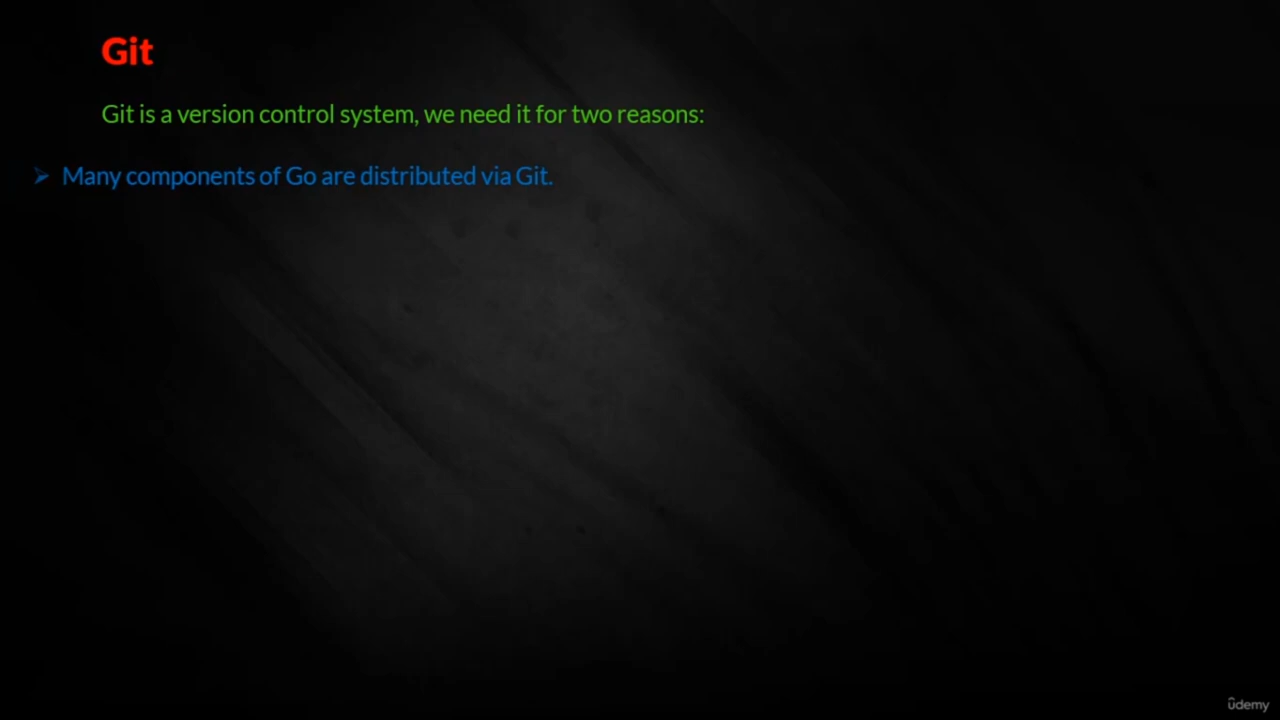 Git
Git is a version control system, we need it for two reasons:
➢ Many components of Go are distributed via Git.
ûdemy